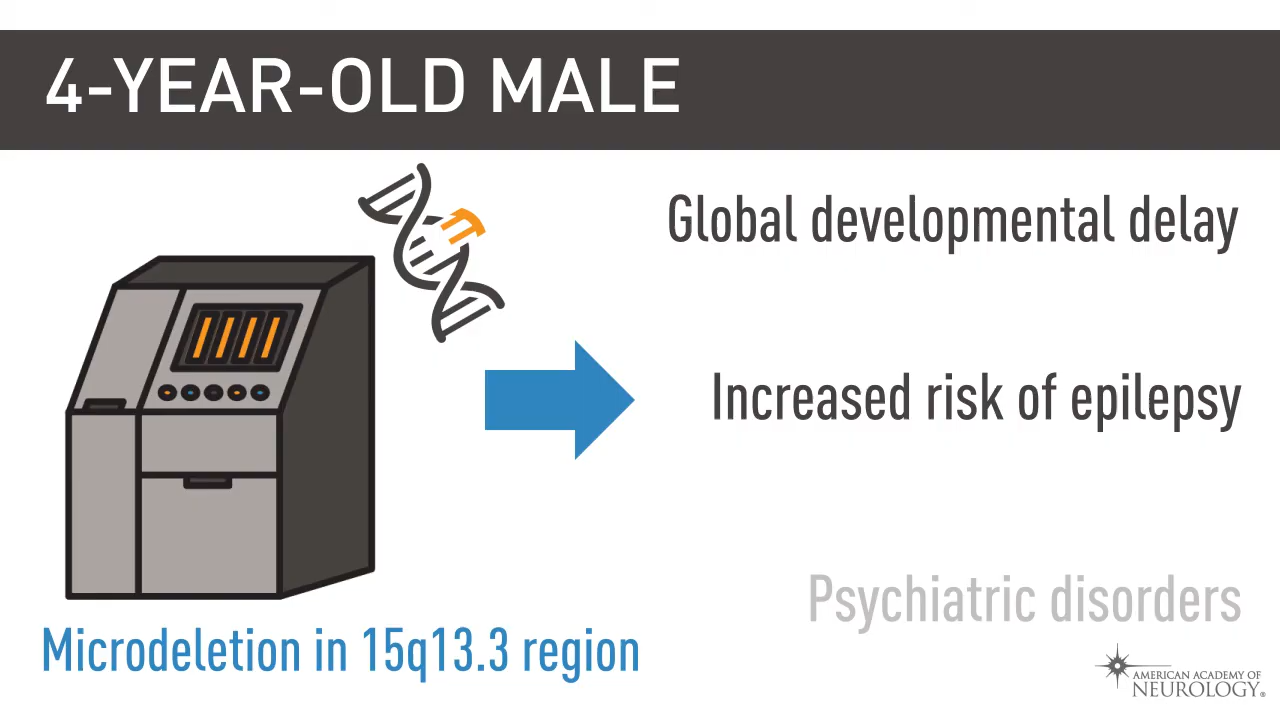 4-YEAR-OLD MALE
Global developmental delay
Increased risk of epilepsy
Psychiatric disorders
Microdeletion in 15q13.3 region
AMERICAN ACADEMY OF
NEUROLOGY®